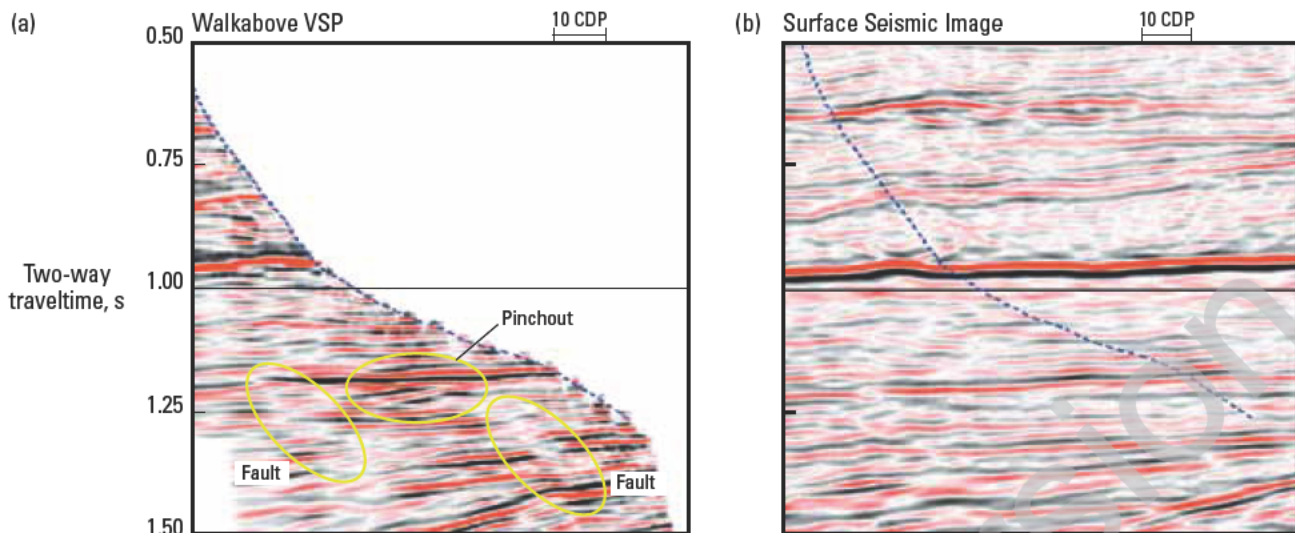 (a)
Walkabove VSP
10 CDP
(b)
Surface Seismic Image
10 CDP
0.50
0.75
Two-way
traveltime, s
1.00
Pinchout
1.25
Fault
Fault
1.50